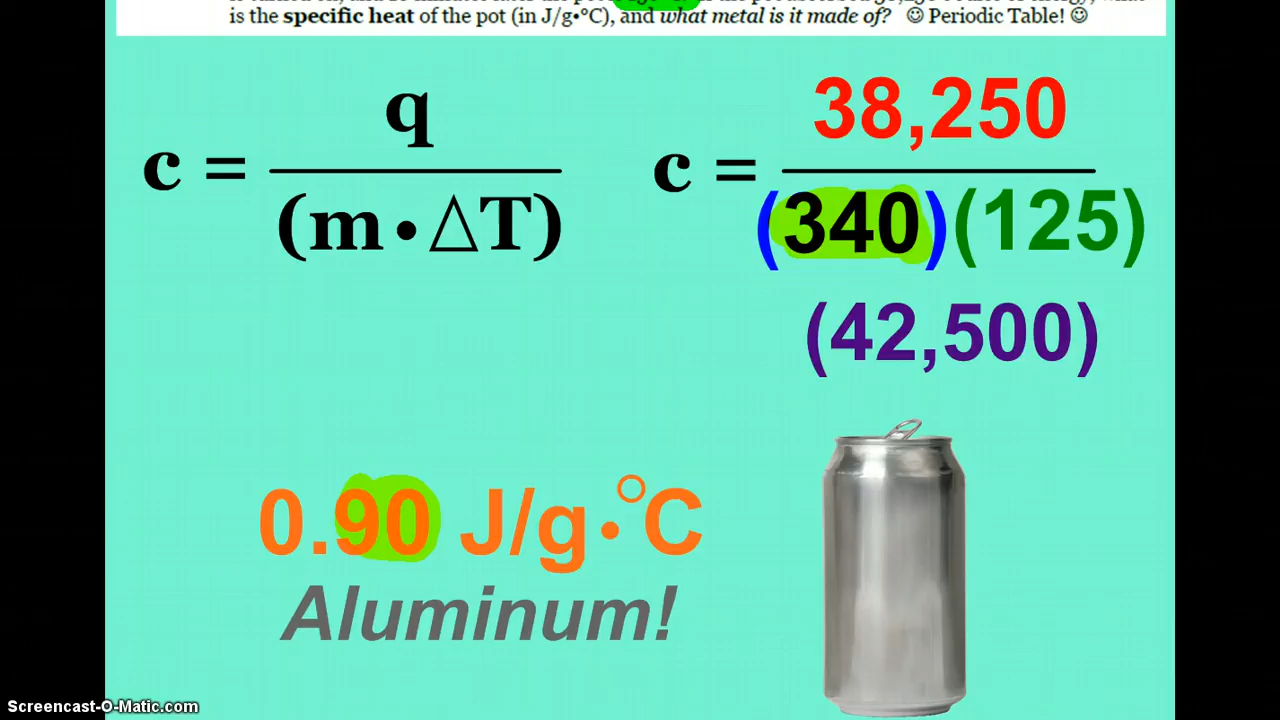 is the specific heat of the pot (in J/g•°C), and what metal is it made of? ☺ Periodic Table! ☺
c = q / (m•△T)
c = 38,250 / (340)(125)
(42,500)
0.90 J/g•°C
Aluminum!
Screencast-O-Matic.com